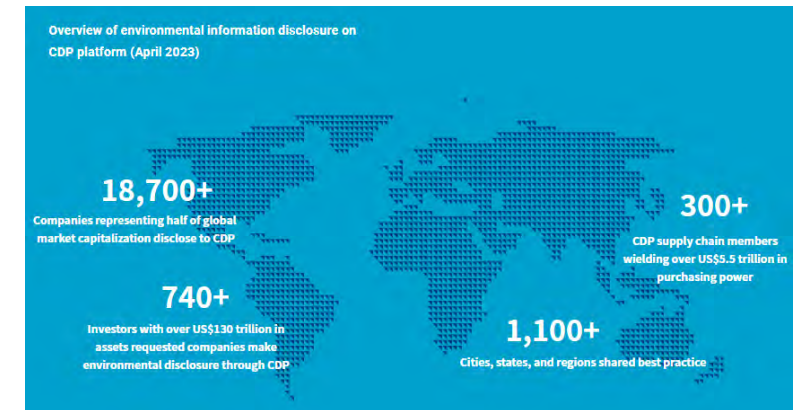 Overview of environmental information disclosure on
CDP platform (April 2023)
18,700+
Companies representing half of global
market capitalization disclose to CDP
300+
CDP supply chain members
wielding over US$5.5 trillion in
purchasing power
740+
Investors with over US$130 trillion in
assets requested companies make
environmental disclosure through CDP
1,100+
Cities, states, and regions shared best practice